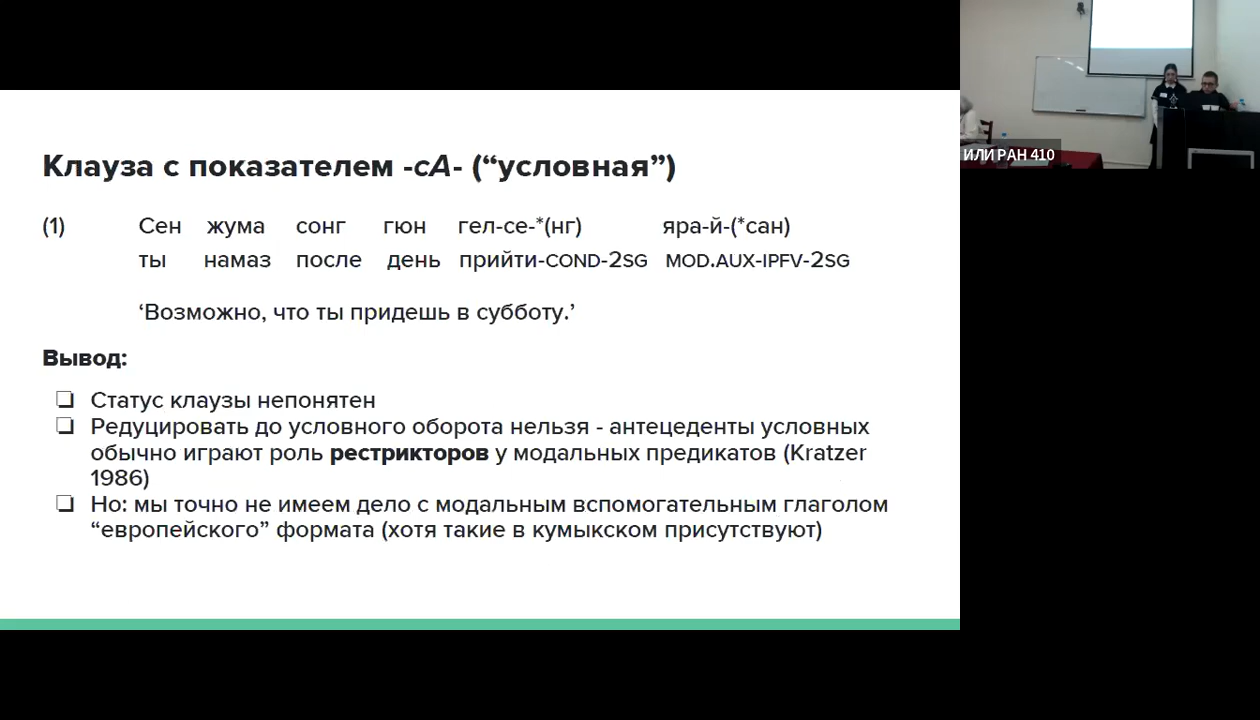 Клауза с показателем -сА- (“условная”)
(1) Сен жума сонг гюн гел-се-*(нг) яра-й-(*сан)
ты намаз после день прийти-COND-2SG MOD.AUX-IPFV-2SG
‘Возможно, что ты придешь в субботу.’
Вывод:
❏ Статус клаузы непонятен
❏ Редуцировать до условного оборота нельзя - антецеденты условных
обычно играют роль рестрикторов у модальных предикатов (Kratzer
1986)
❏ Но: мы точно не имеем дело с модальным вспомогательным глаголом
“европейского” формата (хотя такие в кумыкском присутствуют)
ИЛИ РАН 410